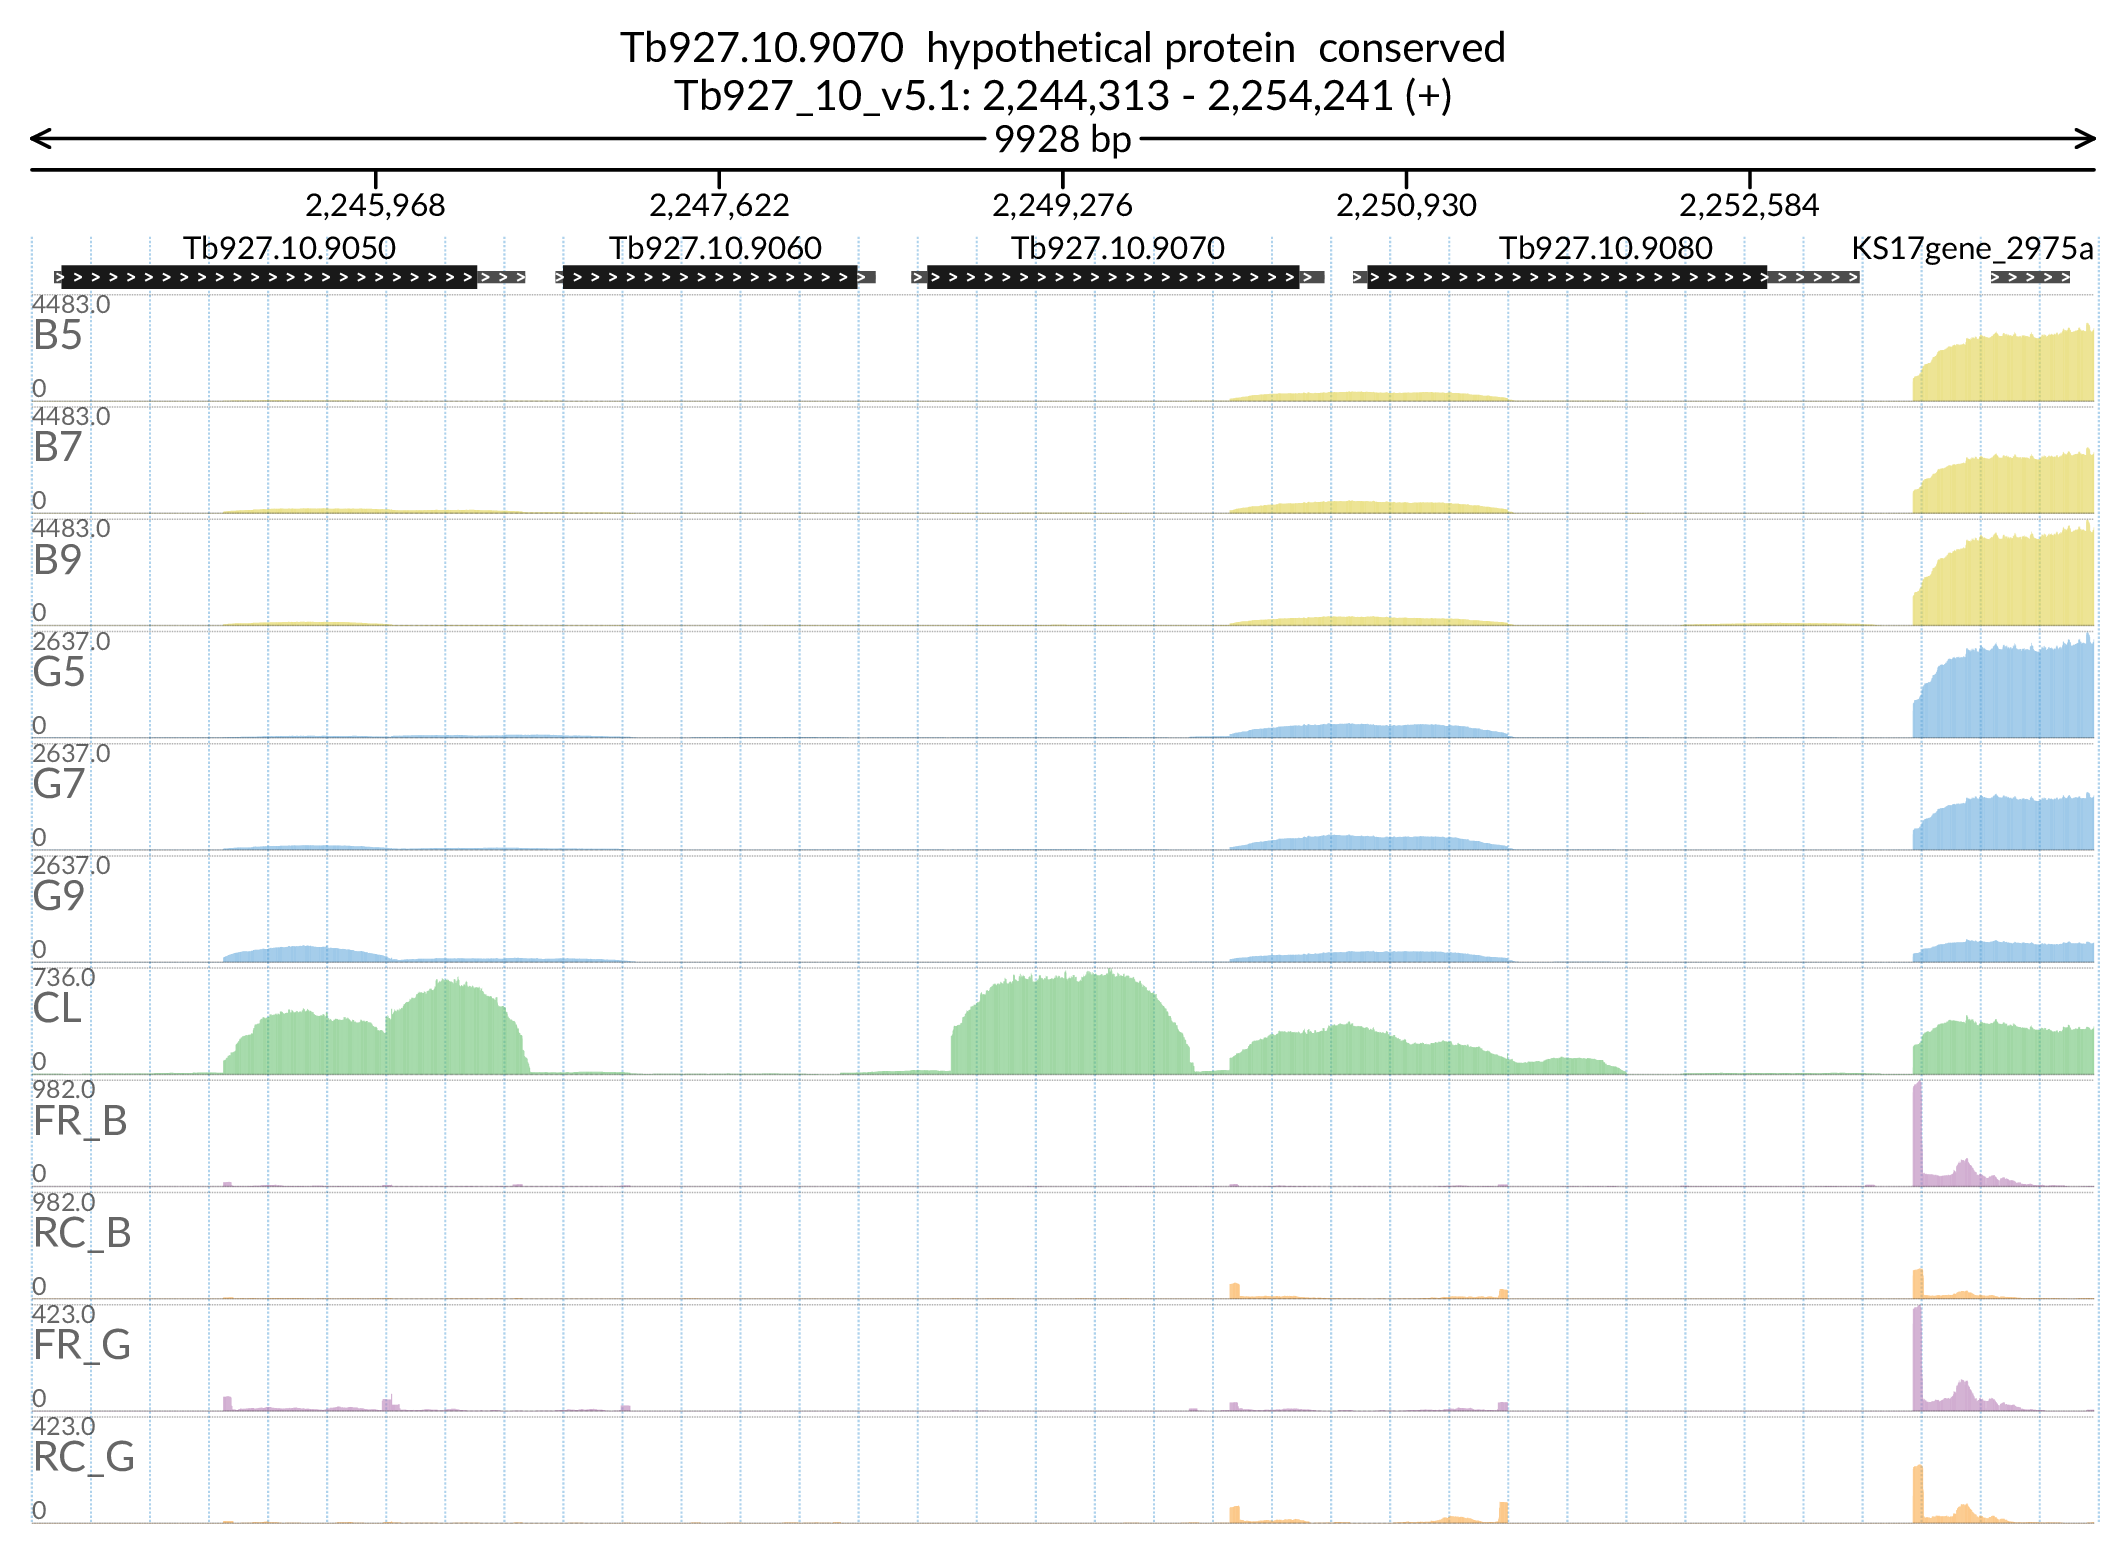 Tb927.10.9070 hypothetical protein conserved
Tb927_10_v5.1: 2,244,313 - 2,254,241 (+)
9928 bp
2,245,968 2,247,622 2,249,276 2,250,930 2,252,584
Tb927.10.9050 Tb927.10.9060 Tb927.10.9070 Tb927.10.9080 KS17gene_2975a
4483.0
B5
0
4483.0
B7
0
4483.0
B9
0
2637.0
G5
0
2637.0
G7
0
2637.0
G9
0
736.0
CL
0
982.0
FR_B
0
982.0
RC_B
0
423.0
FR_G
0
423.0
RC_G
0